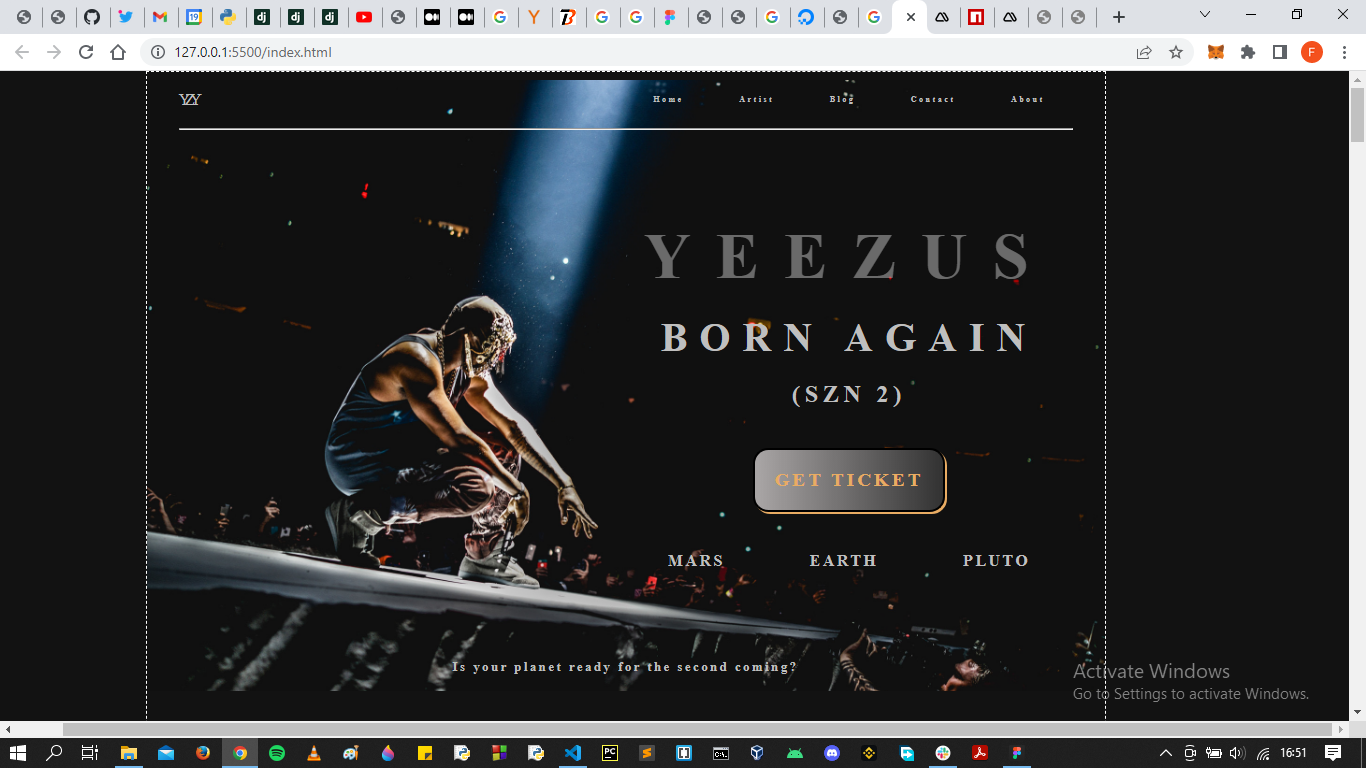 127.0.0.1:5500/index.html
F
YZY
Home Artist Blog Contact About
YEEZUS
BORN AGAIN
(SZN 2)
GET TICKET
MARS EARTH PLUTO
Is your planet ready for the second coming?
Activate Windows
Go to Settings to activate Windows.
16:51